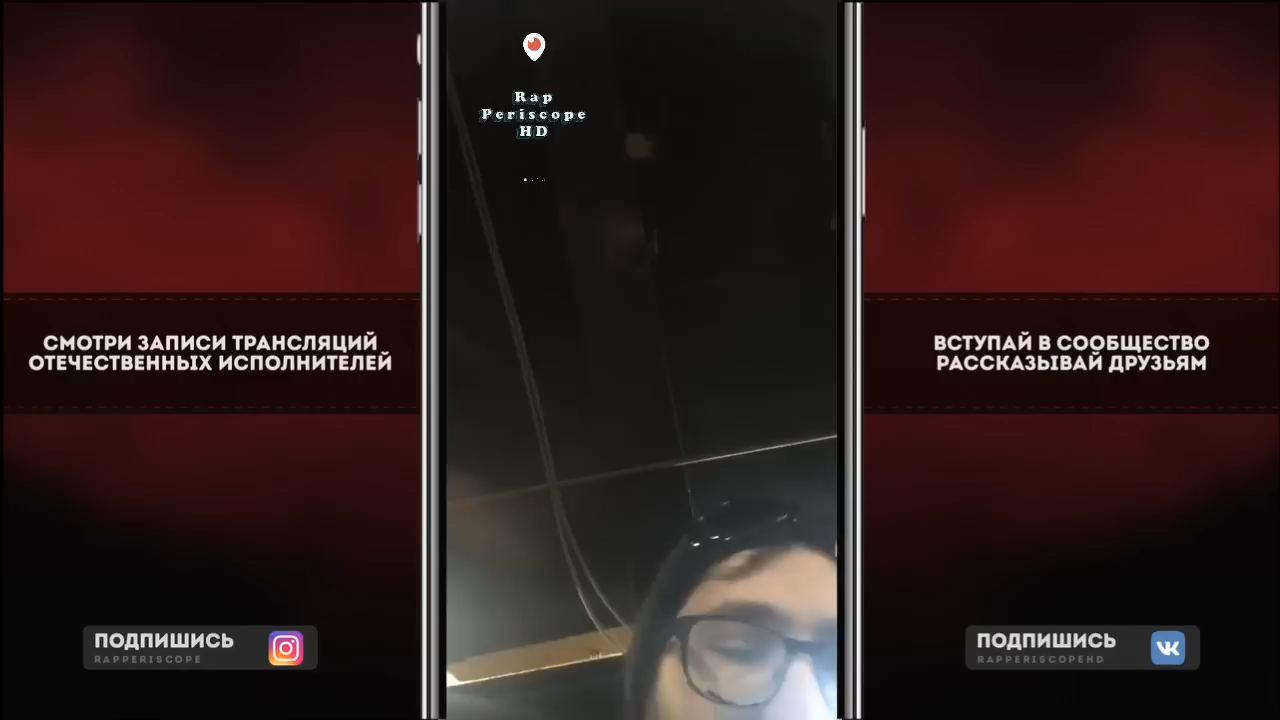 Rap
Periscope
HD
СМОТРИ ЗАПИСИ ТРАНСЛЯЦИЙ
ОТЕЧЕСТВЕННЫХ ИСПОЛНИТЕЛЕЙ
ВСТУПАЙ В СООБЩЕСТВО
РАССКАЗЫВАЙ ДРУЗЬЯМ
ПОДПИШИСЬ
RAPPERISCOPE
ПОДПИШИСЬ
RAPPERISCOPEHD